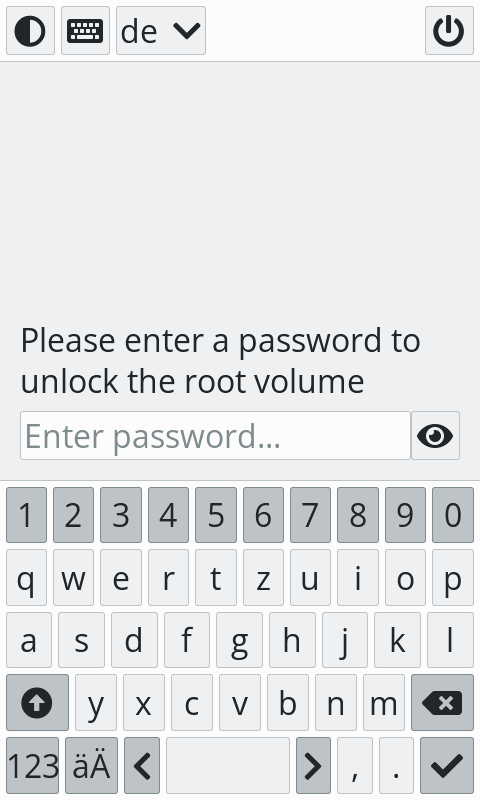 de
Please enter a password to
unlock the root volume
Enter password...
1 2 3 4 5 6 7 8 9 0
q w e r t z u i o p
a s d f g h j k l
y x c v b n m
123 äÄ , .